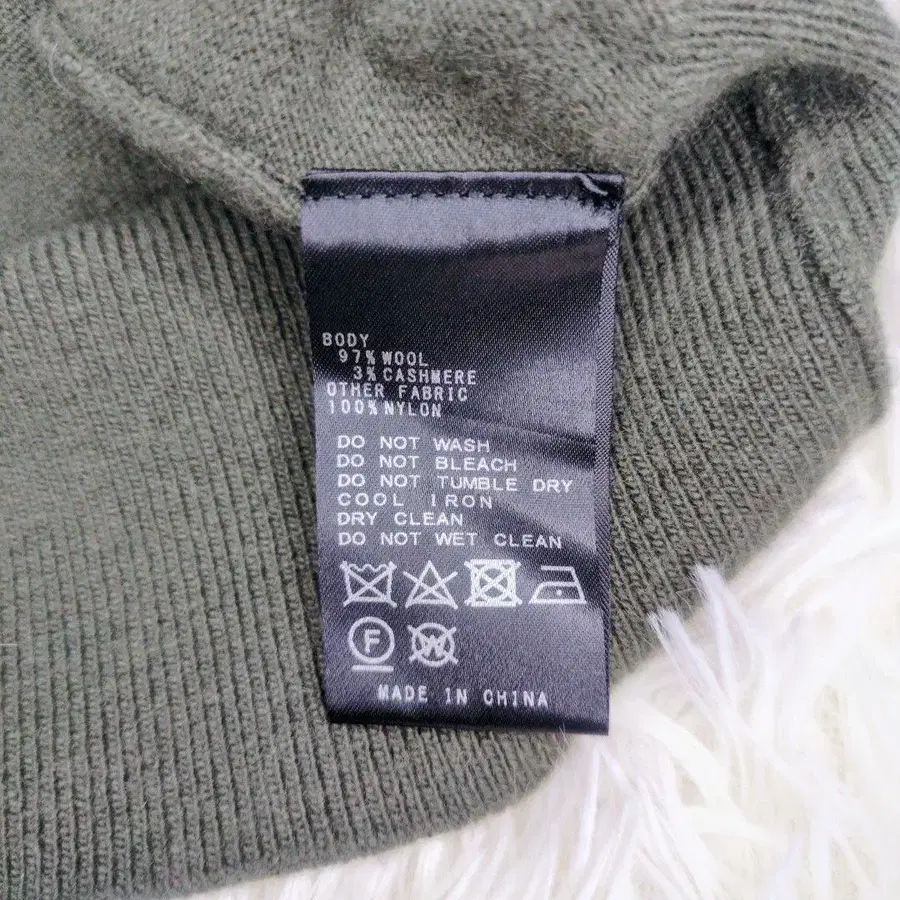 BODY
97% WOOL
3% CASHMERE
OTHER FABRIC
100% NYLON
DO NOT WASH
DO NOT BLEACH
DO NOT TUMBLE DRY
COOL IRON
DRY CLEAN
DO NOT WET CLEAN
F W
MADE IN CHINA